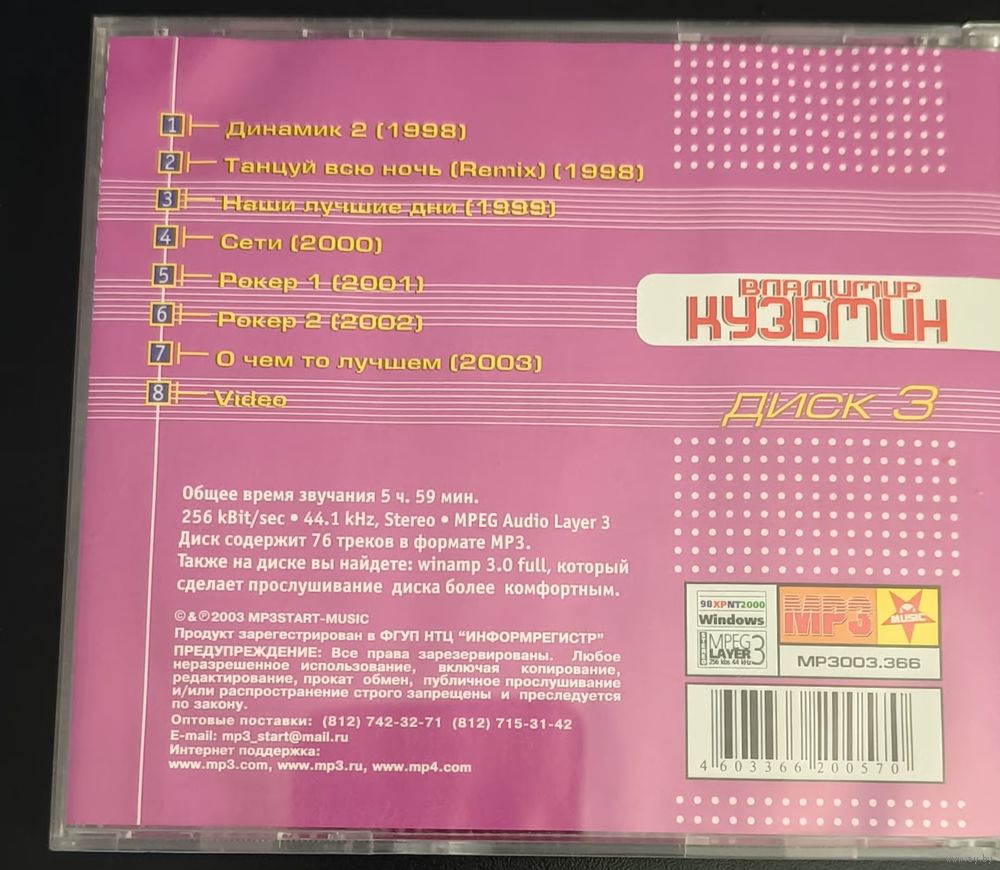 1 Динамик 2 (1998)
2 Танцуй всю ночь (Remix) (1998)
3 Наши лучшие дни (1999)
4 Сети (2000)
5 Рокер 1 (2001)
6 Рокер 2 (2002)
7 О чем то лучшем (2003)
8 Video
ВЛАДИМИР
КУЗЬМИН
ДИСК 3
Общее время звучания 5 ч. 59 мин.
256 kBit/sec • 44.1 kHz, Stereo • MPEG Audio Layer 3
Диск содержит 76 треков в формате MP3.
Также на диске вы найдете: winamp 3.0 full, который
сделает прослушивание диска более комфортным.
©&℗2003 MP3START-MUSIC
Продукт зарегестрирован в ФГУП НТЦ "ИНФОРМРЕГИСТР"
ПРЕДУПРЕЖДЕНИЕ: Все права зарезервированы. Любое
неразрешенное использование, включая копирование,
редактирование, прокат обмен, публичное прослушивание
и/или распространение строго запрещены и преследуется
по закону.
Оптовые поставки: (812) 742-32-71 (812) 715-31-42
E-mail: mp3_start@mail.ru
Интернет поддержка:
www.mp3.com, www.mp3.ru, www.mp4.com
98XPNT2000
Windows
STEREO
MPEG
LAYER 3
256 kbs 44 kHz
MP3
MUSIC
MP3003.366
4 603366 200570